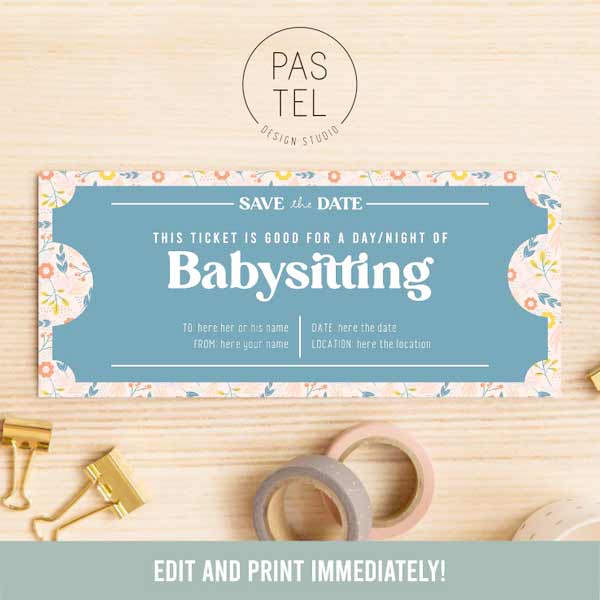 PAS
TEL
DESIGN STUDIO
SAVE the DATE
THIS TICKET IS GOOD FOR A DAY/NIGHT OF
Babysitting
TO: here her or his name
FROM: here your name
DATE: here the date
LOCATION: here the location
EDIT AND PRINT IMMEDIATELY!